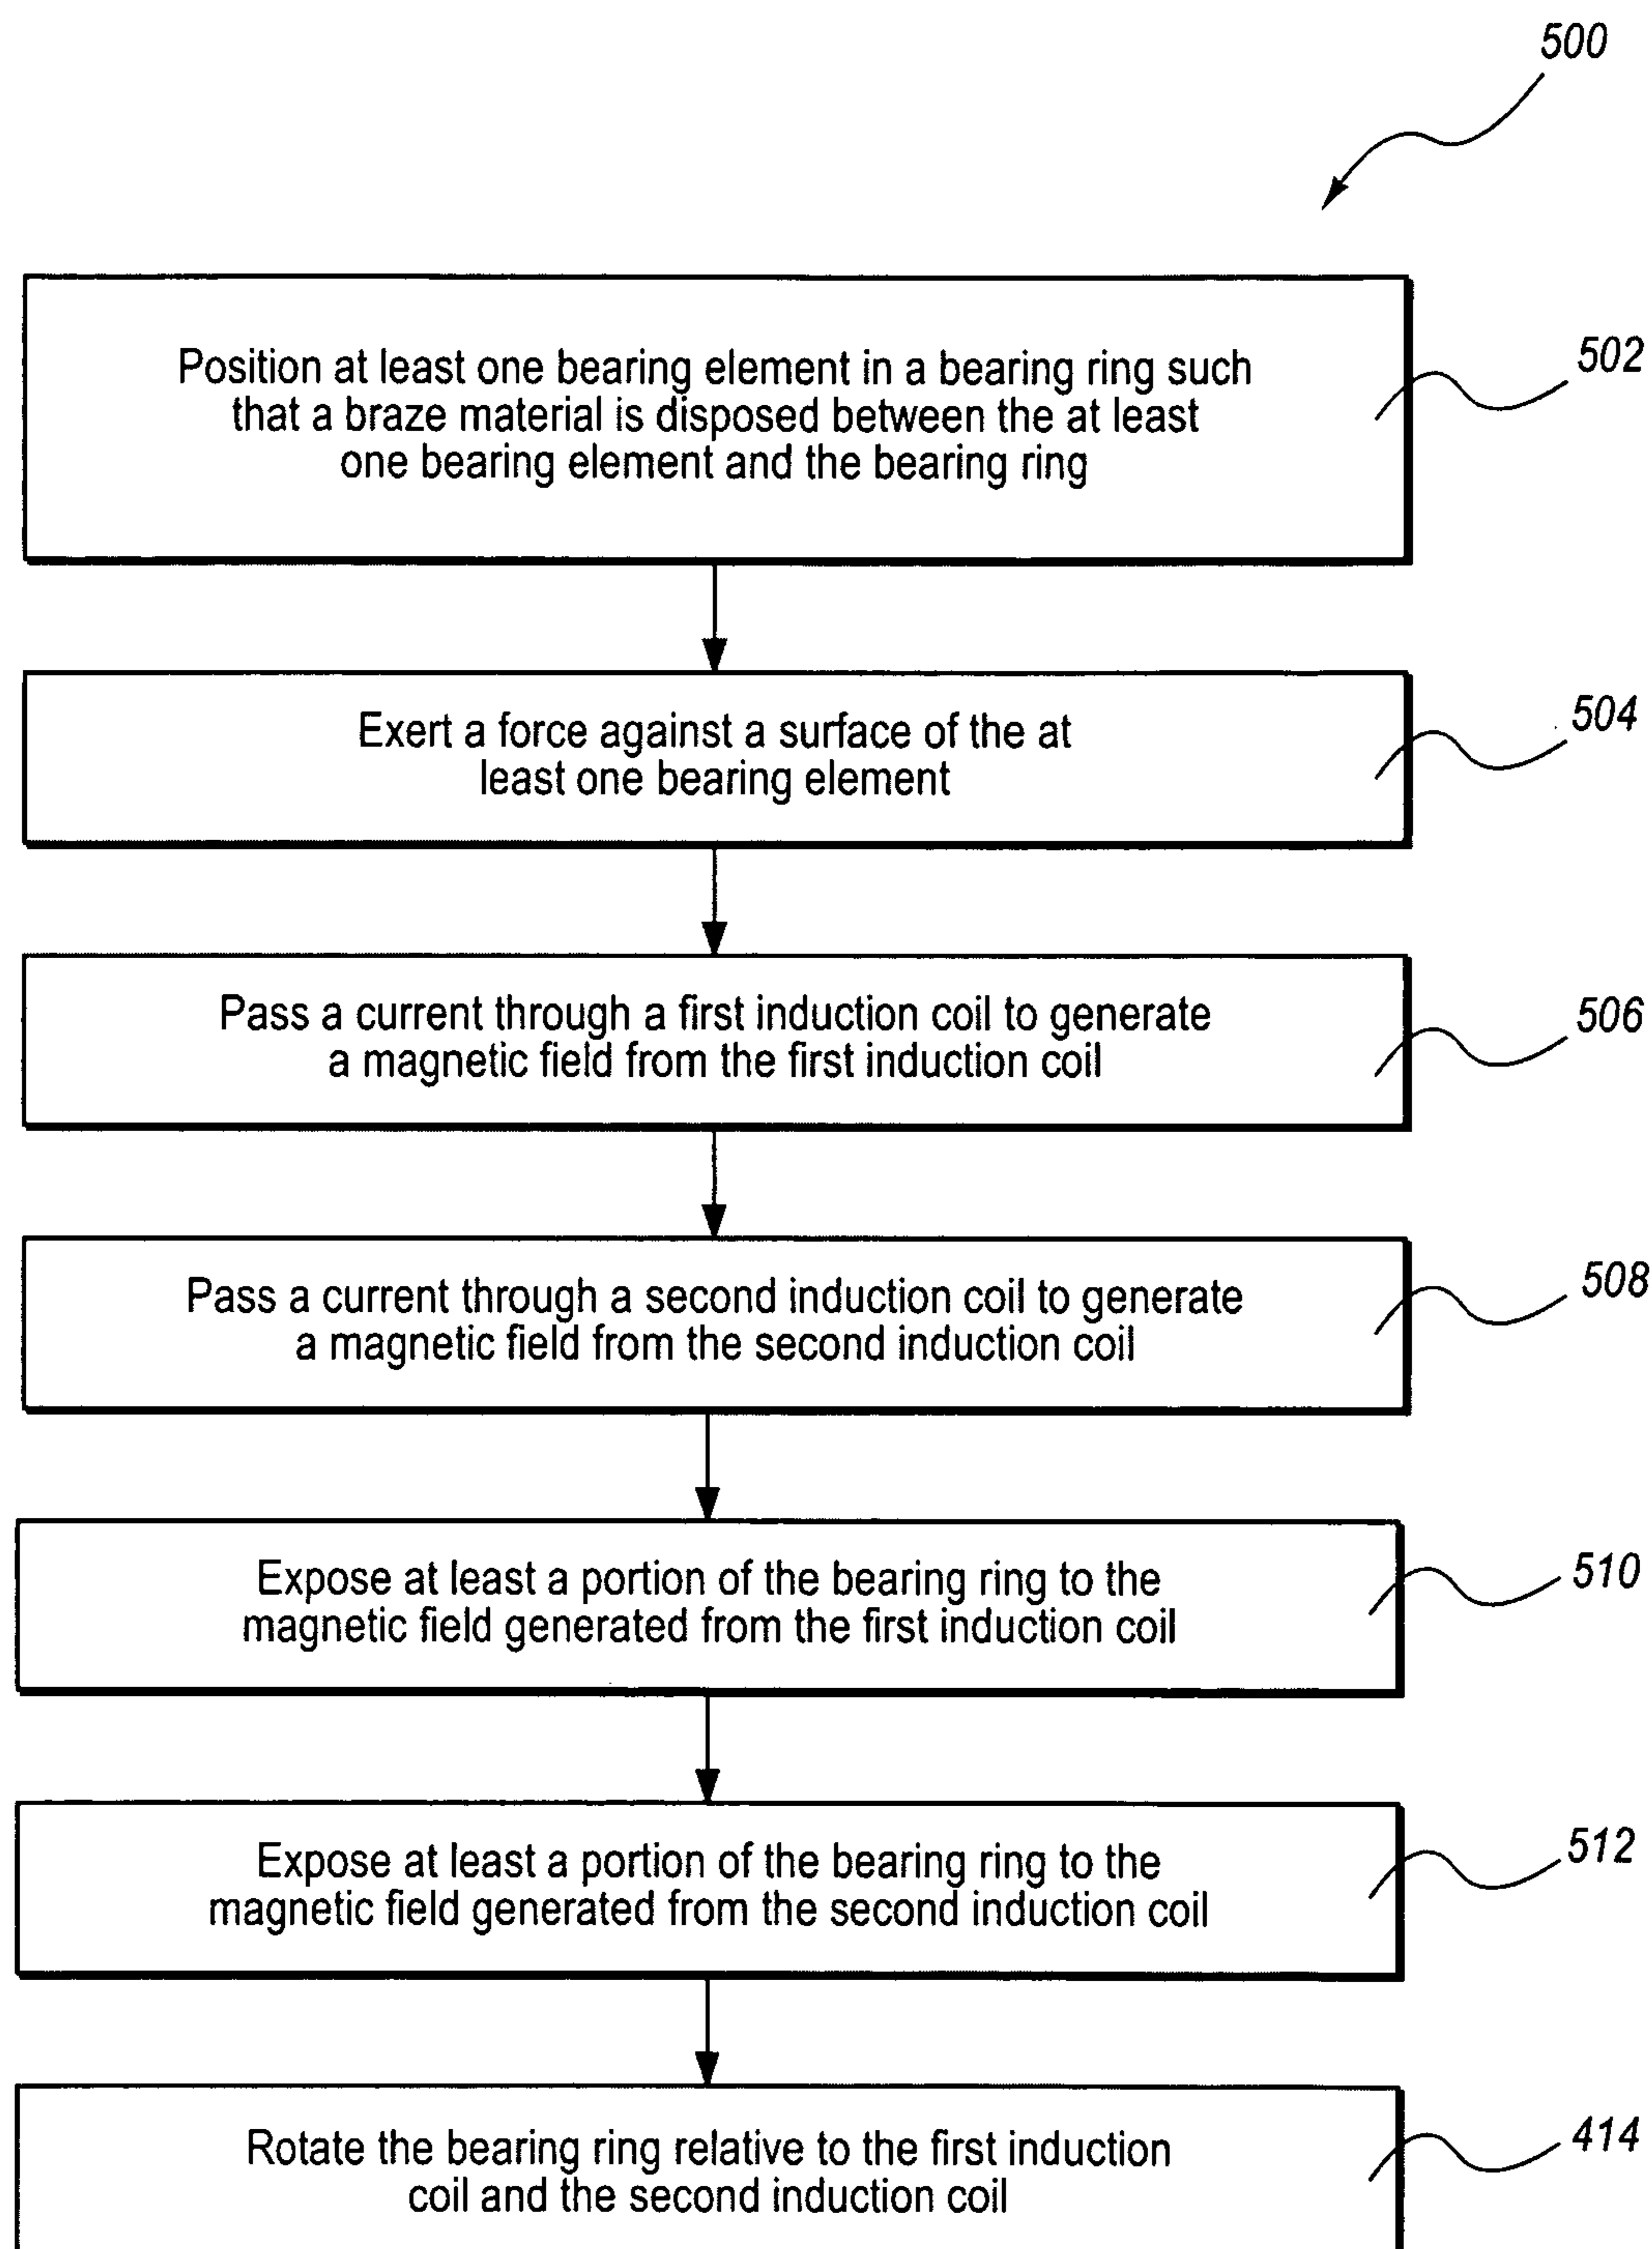 500
Position at least one bearing element in a bearing ring such
that a braze material is disposed between the at least
one bearing element and the bearing ring
502
Exert a force against a surface of the at
least one bearing element
504
Pass a current through a first induction coil to generate
a magnetic field from the first induction coil
506
Pass a current through a second induction coil to generate
a magnetic field from the second induction coil
508
Expose at least a portion of the bearing ring to the
magnetic field generated from the first induction coil
510
Expose at least a portion of the bearing ring to the
magnetic field generated from the second induction coil
512
Rotate the bearing ring relative to the first induction
coil and the second induction coil
414